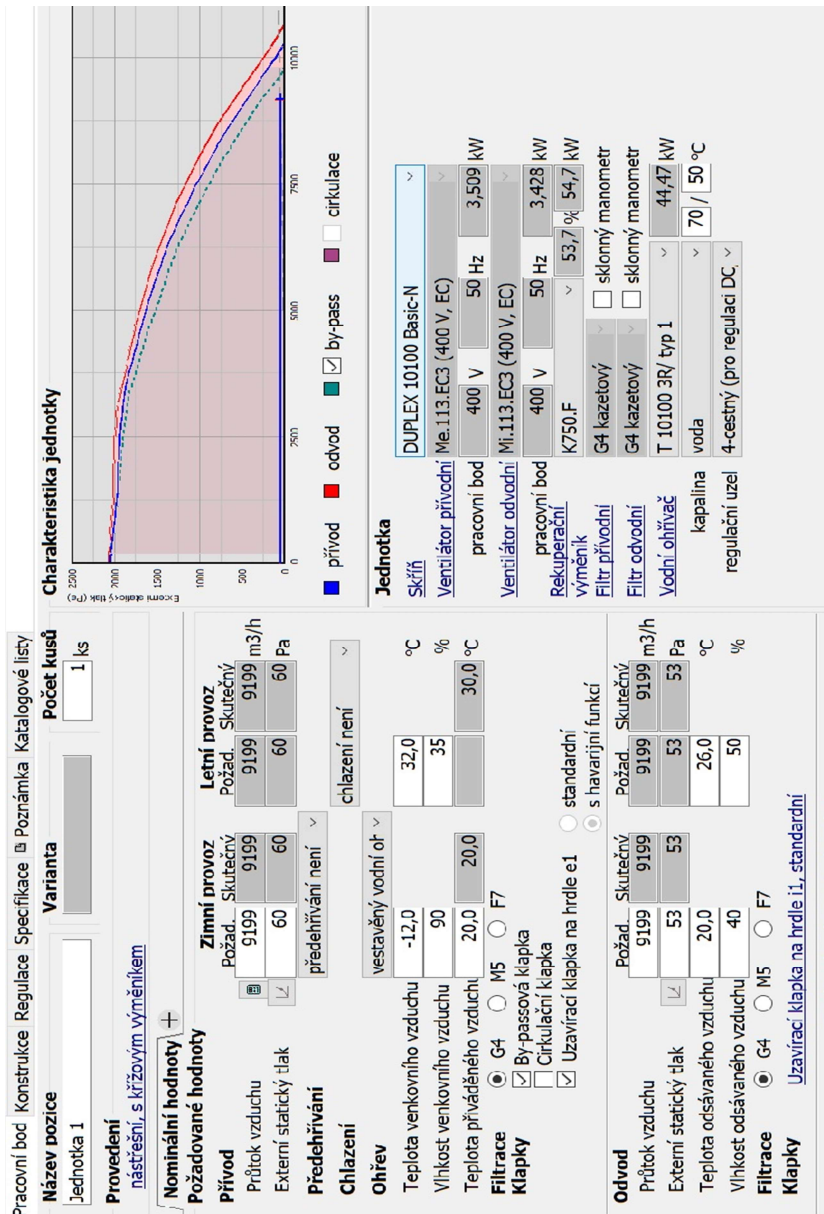 Pracovní bod Konstrukce Regulace Specifikace Poznámka Katalogové listy
Název pozice Varianta Počet kusů
Jednotka 1 1 ks
Provedení
nástřešní, s křížovým výměníkem
Nominální hodnoty
Požadované hodnoty
Přívod Zimní provoz Letní provoz
Požad. Skutečný Požad. Skutečný
Průtok vzduchu 9199 9199 9199 9199 m3/h
Externí statický tlak 60 60 60 60 Pa
Předehřívání předehřívání není
Chlazení chlazení není
Ohřev vestavěný vodní oh
Teplota venkovního vzduchu -12,0 32,0 °C
Vlhkost venkovního vzduchu 90 35 %
Teplota přiváděného vzduchu 20,0 20,0 30,0 °C
Filtrace G4 M5 F7
Klapky By-passová klapka
Cirkulační klapka
Uzavírací klapka na hrdle e1 standardní
s havarijní funkcí
Odvod Požad. Skutečný Požad. Skutečný
Průtok vzduchu 9199 9199 9199 9199 m3/h
Externí statický tlak 53 53 53 53 Pa
Teplota odsávaného vzduchu 20,0 26,0 °C
Vlhkost odsávaného vzduchu 40 50 %
Filtrace G4 M5 F7
Klapky Uzavírací klapka na hrdle i1, standardní
Charakteristika jednotky
Externí statický tlak (Pa)
2500
2000
1500
1000
500
0
0 2500 5000 7500 10000
přívod odvod by-pass cirkulace
Jednotka
Skříň DUPLEX 10100 Basic-N
Ventilátor přívodní Me.113.EC3 (400 V, EC)
pracovní bod 400 V 50 Hz 3,509 kW
Ventilátor odvodní Mi.113.EC3 (400 V, EC)
pracovní bod 400 V 50 Hz 3,428 kW
Rekuperační výměník K750.F 53,7 % 54,7 kW
Filtr přívodní G4 kazetový sklonný manometr
Filtr odvodní G4 kazetový sklonný manometr
Vodní ohřívač T 10100 3R/ typ 1 44,47 kW
kapalina voda 70 / 50 °C
regulační uzel 4-cestný (pro regulaci DC,